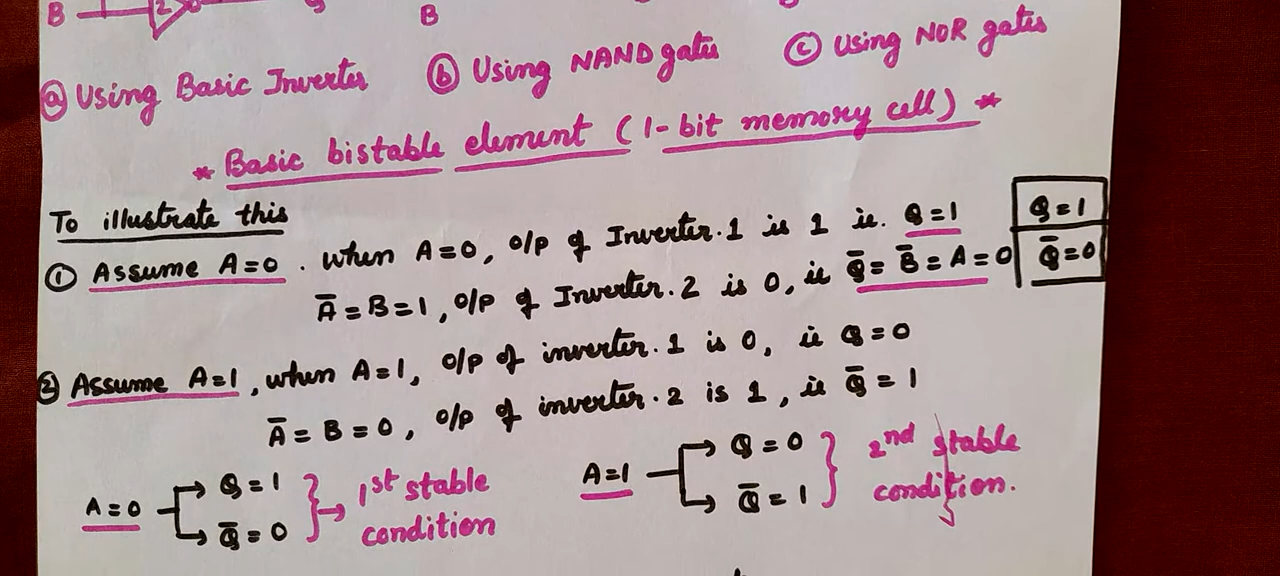 B 2
B
ⓐ Using Basic Inverter ⓑ Using NAND gates ⓒ Using NOR gates
* Basic bistable element (1-bit memory cell) *
To illustrate this
① Assume A=0. when A=0, o/p of Inverter.1 is 1 ie. Q=1
Q=1
A̅=B=1, o/p of Inverter.2 is 0, ie Q̅=B̅=A=0
Q̅=0
② Assume A=1, when A=1, o/p of inverter.1 is 0, ie Q=0
A̅=B=0, o/p of inverter.2 is 1, ie Q̅=1
A=0 → Q=1 → 1st stable
→ Q̅=0 condition
A=1 → Q=0 2nd stable
→ Q̅=1 condition.